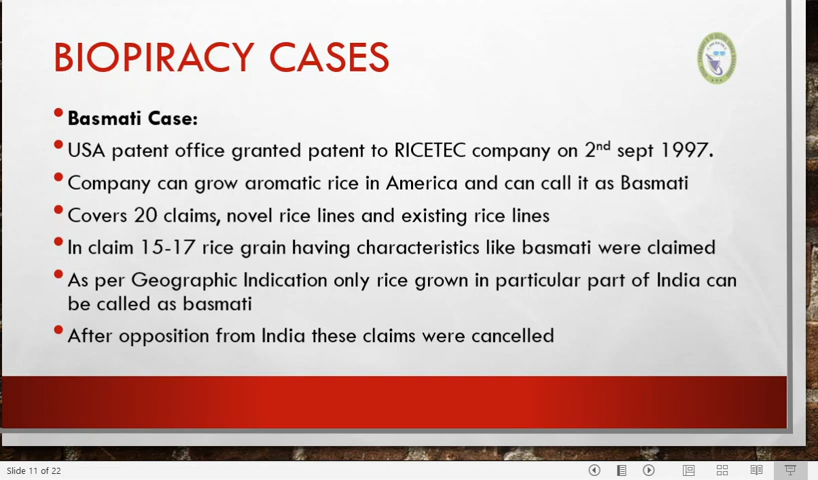 BIOPIRACY CASES
Basmati Case:
USA patent office granted patent to RICETEC company on 2nd sept 1997.
Company can grow aromatic rice in America and can call it as Basmati
Covers 20 claims, novel rice lines and existing rice lines
In claim 15-17 rice grain having characteristics like basmati were claimed
As per Geographic Indication only rice grown in particular part of India can
be called as basmati
After opposition from India these claims were cancelled
Slide 11 of 22